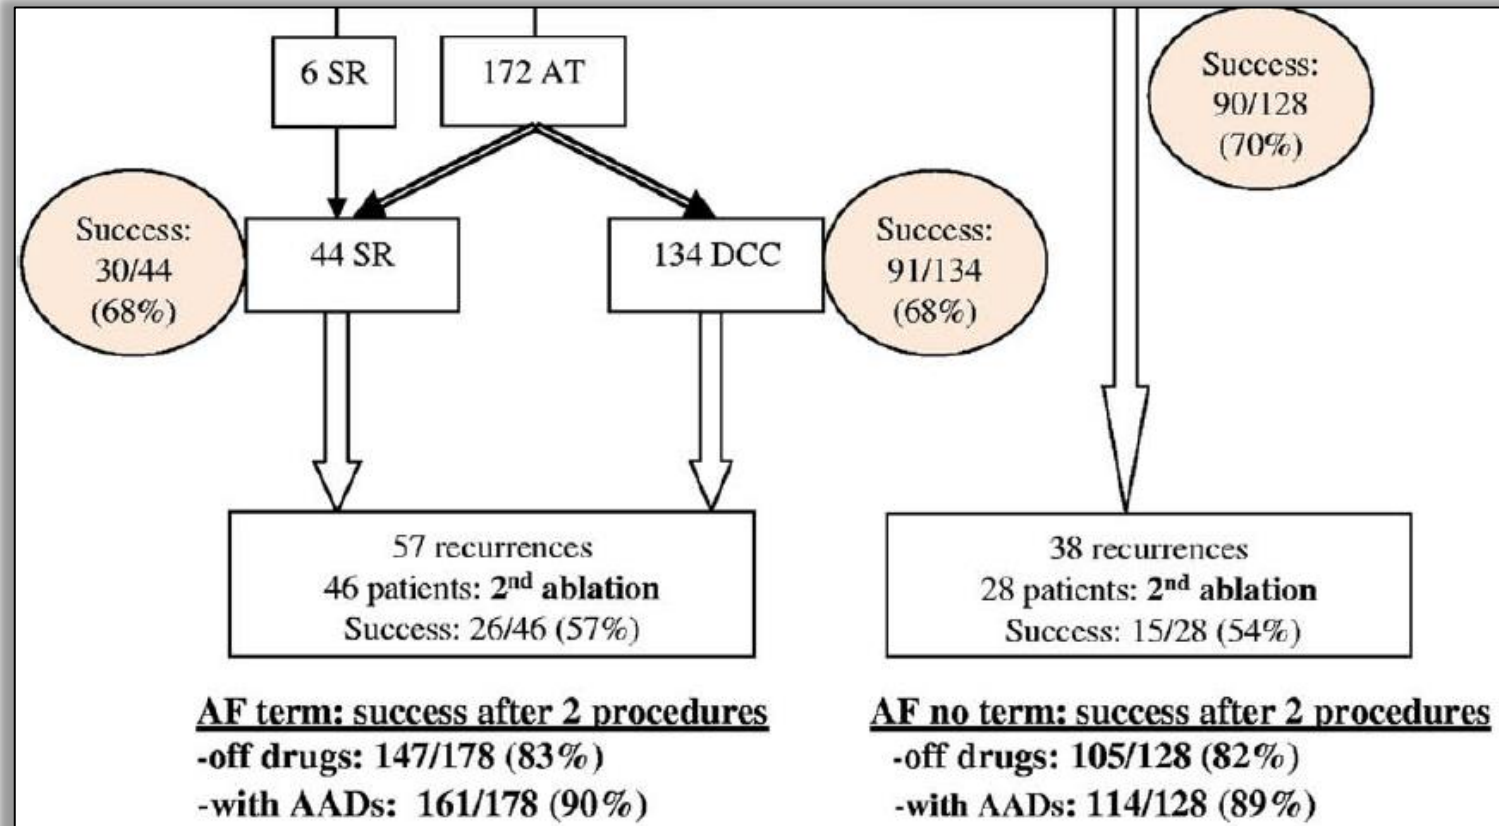 6 SR
172 AT
Success:
90/128
(70%)
Success:
30/44
(68%)
44 SR
134 DCC
Success:
91/134
(68%)
57 recurrences
46 patients: 2nd ablation
Success: 26/46 (57%)
38 recurrences
28 patients: 2nd ablation
Success: 15/28 (54%)
AF term: success after 2 procedures
-off drugs: 147/178 (83%)
-with AADs: 161/178 (90%)
AF no term: success after 2 procedures
-off drugs: 105/128 (82%)
-with AADs: 114/128 (89%)